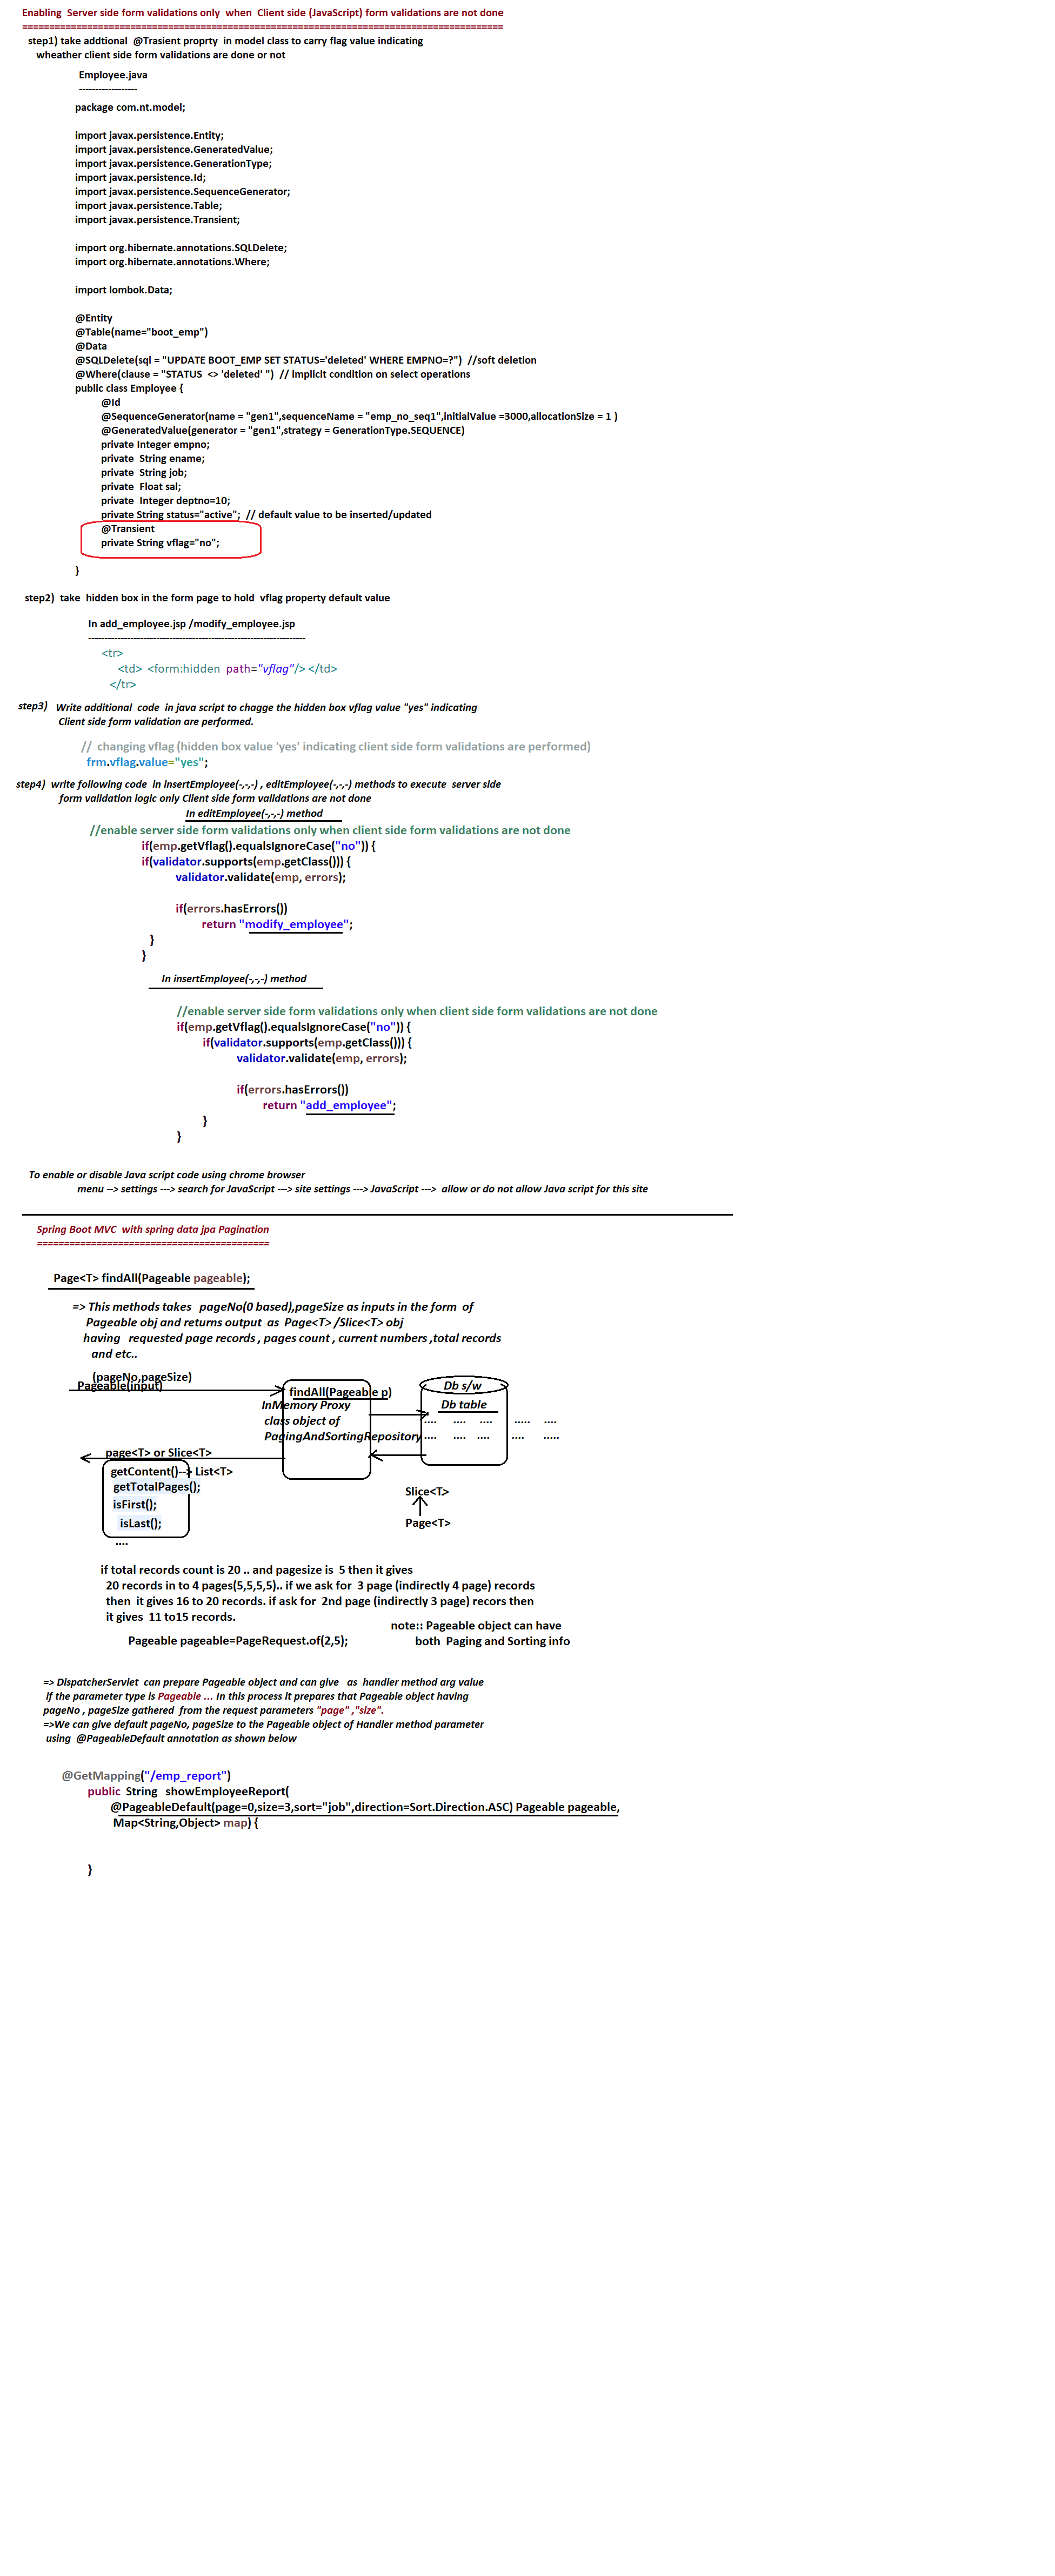 Enabling Server side form validations only when Client side (JavaScript) form validations are not done
=========================================================================================
step1) take addtional @Trasient proprty in model class to carry flag value indicating
wheather client side form validations are done or not
Employee.java
------------------
package com.nt.model;
import javax.persistence.Entity;
import javax.persistence.GeneratedValue;
import javax.persistence.GenerationType;
import javax.persistence.Id;
import javax.persistence.SequenceGenerator;
import javax.persistence.Table;
import javax.persistence.Transient;
import org.hibernate.annotations.SQLDelete;
import org.hibernate.annotations.Where;
import lombok.Data;
@Entity
@Table(name="boot_emp")
@Data
@SQLDelete(sql = "UPDATE BOOT_EMP SET STATUS='deleted' WHERE EMPNO=?") //soft deletion
@Where(clause = "STATUS <> 'deleted' ") // implicit condition on select operations
public class Employee {
@Id
@SequenceGenerator(name = "gen1",sequenceName = "emp_no_seq1",initialValue =3000,allocationSize = 1 )
@GeneratedValue(generator = "gen1",strategy = GenerationType.SEQUENCE)
private Integer empno;
private String ename;
private String job;
private Float sal;
private Integer deptno=10;
private String status="active"; // default value to be inserted/updated
@Transient
private String vflag="no";
}
step2) take hidden box in the form page to hold vflag property default value
In add_employee.jsp /modify_employee.jsp
-------------------------------------------------------------------
<tr>
<td> <form:hidden path="vflag"/> </td>
</tr>
step3) Write additional code in java script to chagge the hidden box vflag value "yes" indicating
Client side form validation are performed.
// changing vflag (hidden box value 'yes' indicating client side form validations are performed)
frm.vflag.value="yes";
step4) write following code in insertEmployee(-,-,-) , editEmployee(-,-,-) methods to execute server side
form validation logic only Client side form validations are not done
In editEmployee(-,-,-) method
//enable server side form validations only when client side form validations are not done
if(emp.getVflag().equalsIgnoreCase("no")) {
if(validator.supports(emp.getClass())) {
validator.validate(emp, errors);
if(errors.hasErrors())
return "modify_employee";
}
}
In insertEmployee(-,-,-) method
//enable server side form validations only when client side form validations are not done
if(emp.getVflag().equalsIgnoreCase("no")) {
if(validator.supports(emp.getClass())) {
validator.validate(emp, errors);
if(errors.hasErrors())
return "add_employee";
}
}
To enable or disable Java script code using chrome browser
menu --> settings ---> search for JavaScript ---> site settings ---> JavaScript ---> allow or do not allow Java script for this site
Spring Boot MVC with spring data jpa Pagination
===========================================
Page<T> findAll(Pageable pageable);
=> This methods takes pageNo(0 based),pageSize as inputs in the form of
Pageable obj and returns output as Page<T> /Slice<T> obj
having requested page records , pages count , current numbers ,total records
and etc..
(pageNo,pageSize)
Pageable(input)
findAll(Pageable p)
InMemory Proxy
class object of
PagingAndSortingRepository
Db s/w
Db table
.... .... .... ..... ....
.... .... .... .... .....
page<T> or Slice<T>
getContent()--> List<T>
getTotalPages();
isFirst();
isLast();
....
Slice<T>
Page<T>
if total records count is 20 .. and pagesize is 5 then it gives
20 records in to 4 pages(5,5,5,5).. if we ask for 3 page (indirectly 4 page) records
then it gives 16 to 20 records. if ask for 2nd page (indirectly 3 page) recors then
it gives 11 to15 records.
note:: Pageable object can have
both Paging and Sorting info
Pageable pageable=PageRequest.of(2,5);
=> DispatcherServlet can prepare Pageable object and can give as handler method arg value
if the parameter type is Pageable ... In this process it prepares that Pageable object having
pageNo , pageSize gathered from the request parameters "page" ,"size".
=>We can give default pageNo, pageSize to the Pageable object of Handler method parameter
using @PageableDefault annotation as shown below
@GetMapping("/emp_report")
public String showEmployeeReport(
@PageableDefault(page=0,size=3,sort="job",direction=Sort.Direction.ASC) Pageable pageable,
Map<String,Object> map) {
}